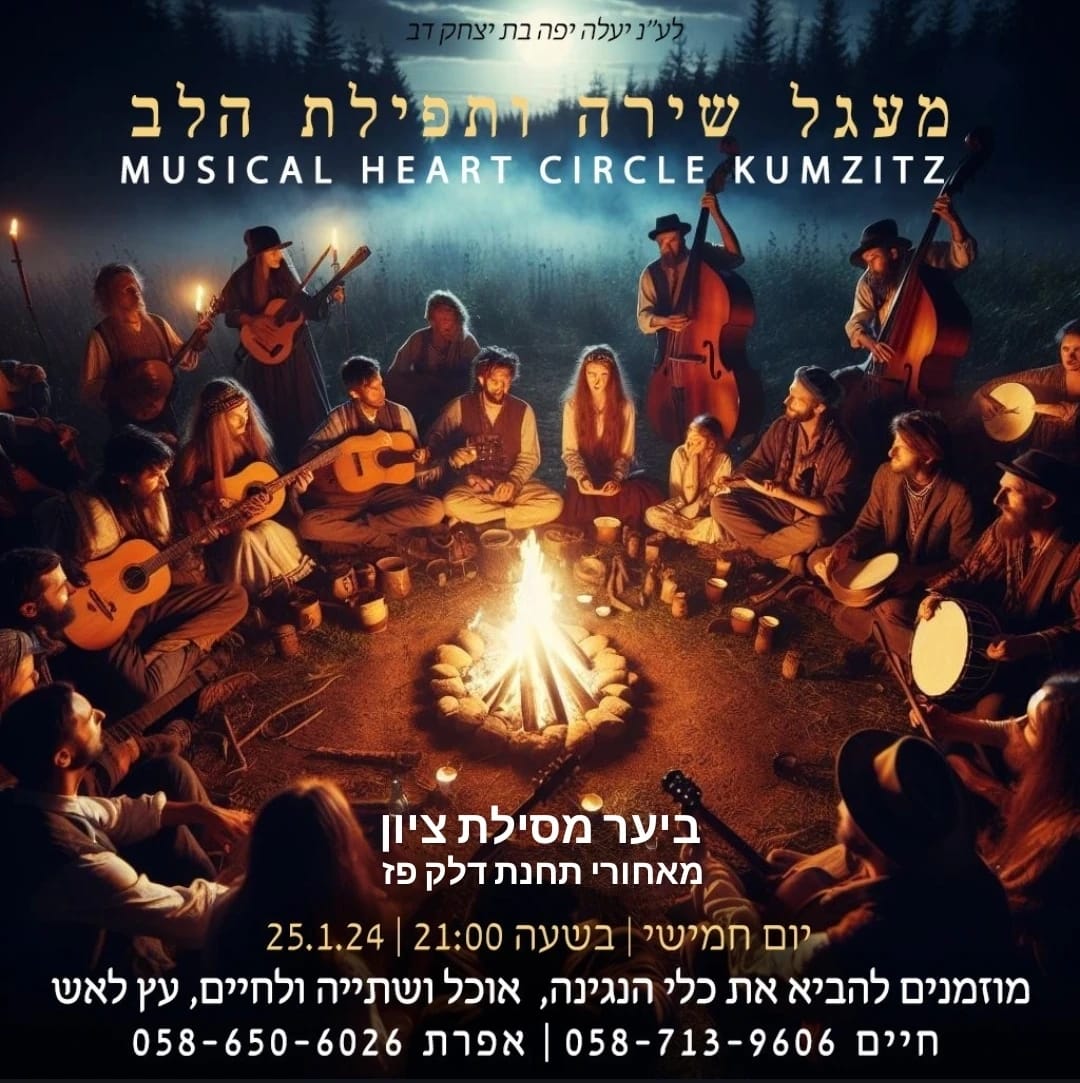 לע"נ יעלה יפה בת יצחק דב
מעגל שירה ותפילת הלב
MUSICAL HEART CIRCLE KUMZITZ
ביער מסילת ציון
מאחורי תחנת דלק פז
יום חמישי | בשעה 21:00 | 25.1.24
מוזמנים להביא את כלי הנגינה, אוכל ושתייה ולחיים, עץ לאש
חיים 058-713-9606 | אפרת 058-650-6026